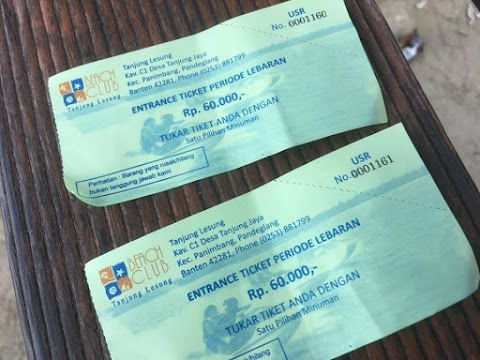 USR
No. 0001160
BEACH
CLUB
Tanjung Lesung
Tanjung Lesung
Kav. C1 Desa Tanjung Jaya
Kec. Panimbang, Pandeglang
Banten 42281, Phone (0253) 881799
ENTRANCE TICKET PERIODE LEBARAN
Rp. 60.000,-
TUKAR TIKET ANDA DENGAN
Satu Pilihan Minuman
Perhatian : Barang yang rusak/hilang
bukan tanggung jawab kami
USR
No. 0001161
BEACH
CLUB
Tanjung Lesung
Tanjung Lesung
Kav. C1 Desa Tanjung Jaya
Kec. Panimbang, Pandeglang
Banten 42281, Phone (0253) 881799
ENTRANCE TICKET PERIODE LEBARAN
Rp. 60.000,-
TUKAR TIKET ANDA DENGAN
Satu Pilihan Minuman